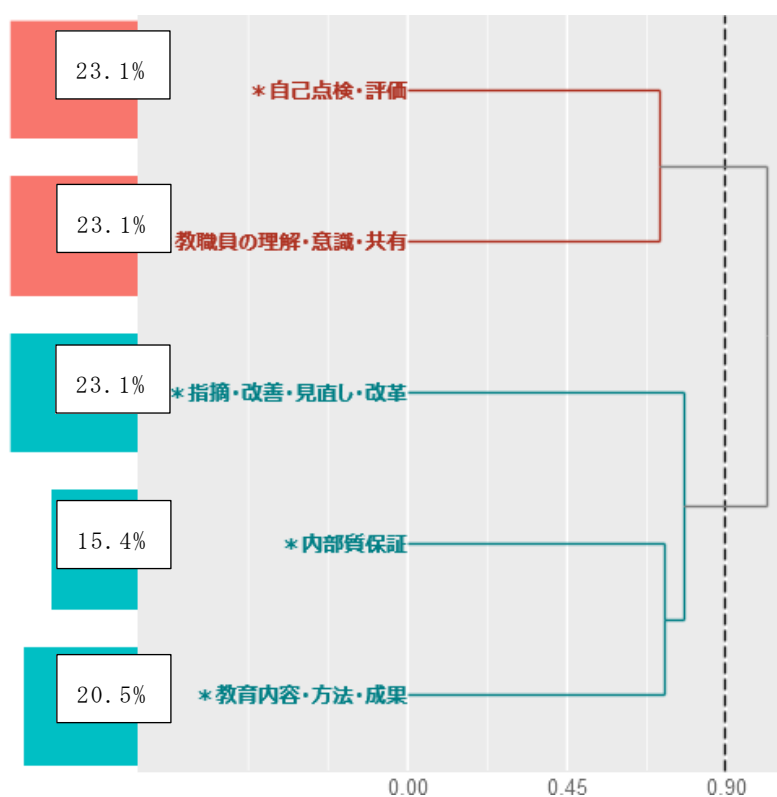 23.1%
*自己点検・評価
23.1%
教職員の理解・意識・共有
23.1%
*指摘・改善・見直し・改革
15.4%
*内部質保証
20.5%
*教育内容・方法・成果
0.00 0.45 0.90